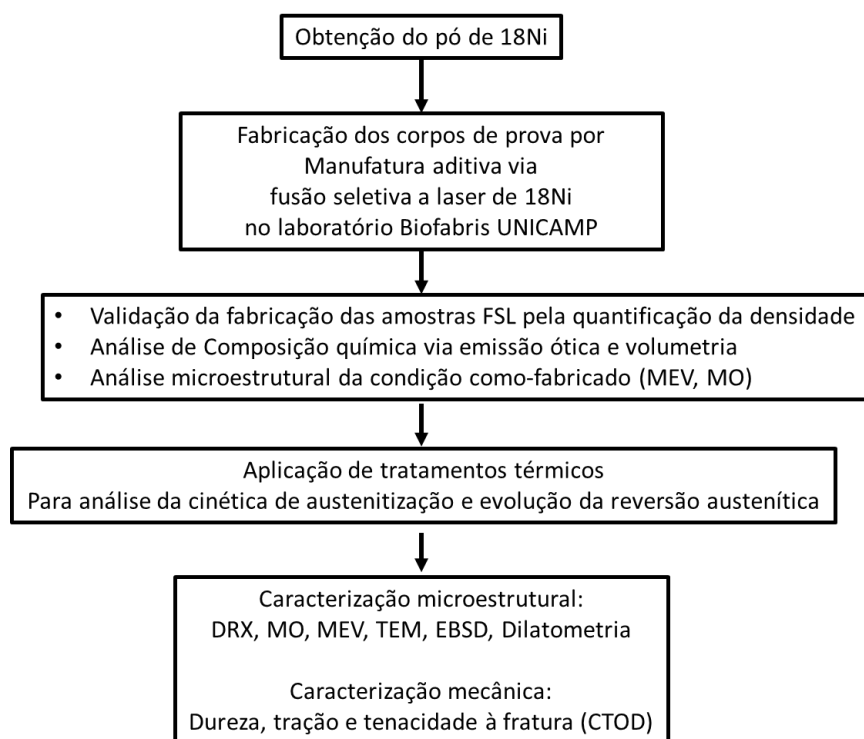 Obtenção do pó de 18Ni
Fabricação dos corpos de prova por
Manufatura aditiva via
fusão seletiva a laser de 18Ni
no laboratório Biofabris UNICAMP
• Validação da fabricação das amostras FSL pela quantificação da densidade
• Análise de Composição química via emissão ótica e volumetria
• Análise microestrutural da condição como-fabricado (MEV, MO)
Aplicação de tratamentos térmicos
Para análise da cinética de austenitização e evolução da reversão austenítica
Caracterização microestrutural:
DRX, MO, MEV, TEM, EBSD, Dilatometria
Caracterização mecânica:
Dureza, tração e tenacidade à fratura (CTOD)